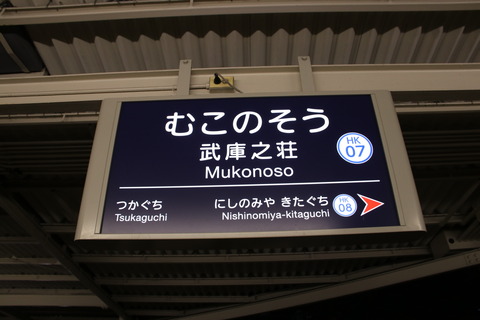 むこのそう
武庫之荘
Mukonoso
HK
07
つかぐち
Tsukaguchi
にしのみや きたぐち
Nishinomiya-kitaguchi
HK
08